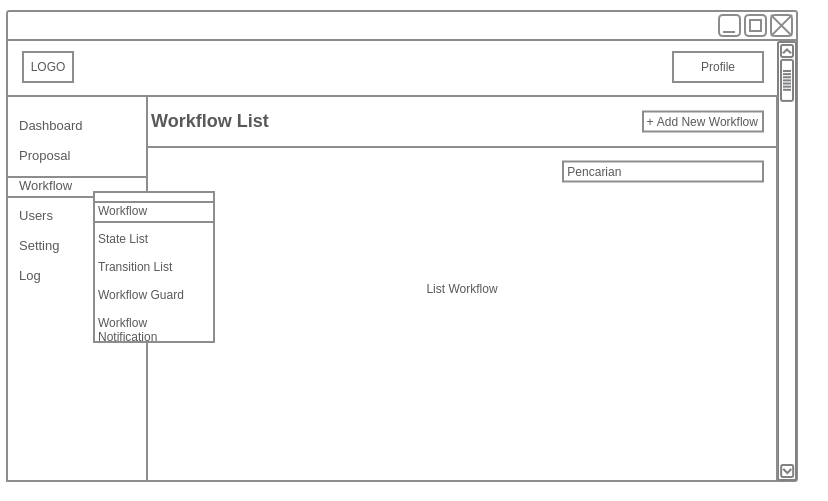 LOGO
Profile
Dashboard
Proposal
Workflow
Users
Setting
Log
Workflow
State List
Transition List
Workflow Guard
Workflow
Notification
Workflow List
+ Add New Workflow
Pencarian
List Workflow